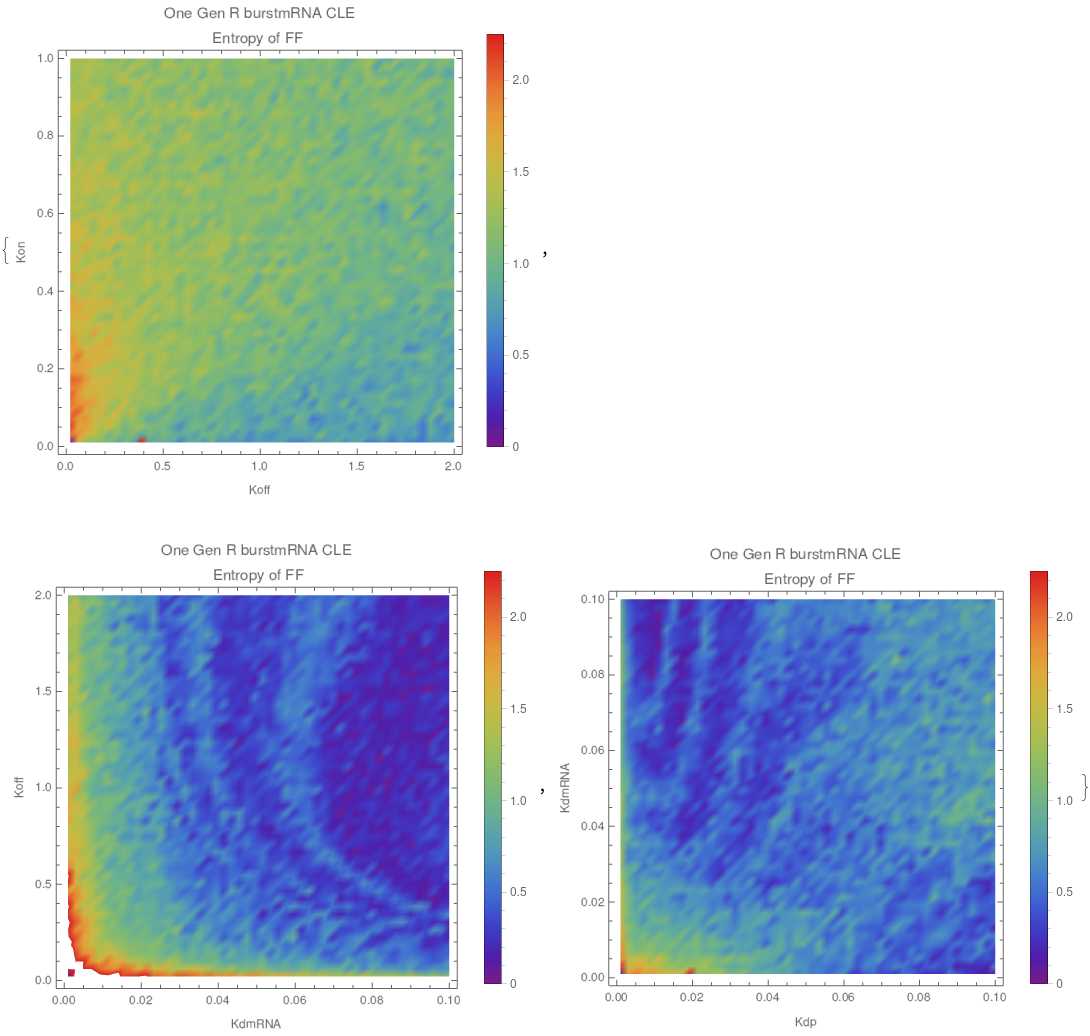 One Gen R burstmRNA CLE
Entropy of FF
1.0
0.8
0.6
0.4
0.2
0.0
{
Kon
0.0 0.5 1.0 1.5 2.0
Koff
2.0
1.5
1.0
0.5
0
,
One Gen R burstmRNA CLE
Entropy of FF
2.0
1.5
1.0
0.5
0.0
Koff
0.00 0.02 0.04 0.06 0.08 0.10
KdmRNA
2.0
1.5
1.0
0.5
0
,
One Gen R burstmRNA CLE
Entropy of FF
0.10
0.08
0.06
0.04
0.02
0.00
KdmRNA
0.00 0.02 0.04 0.06 0.08 0.10
Kdp
2.0
1.5
1.0
0.5
0
}